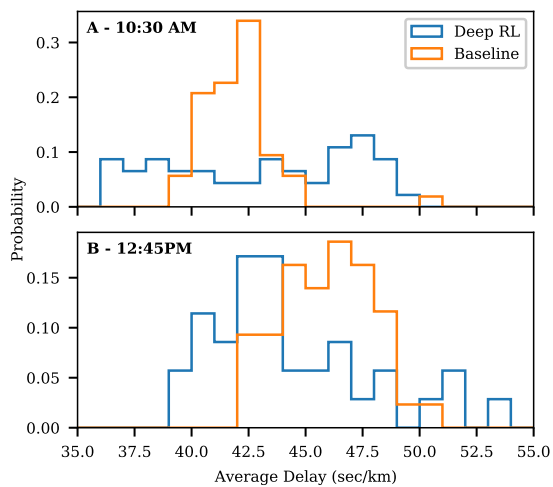 A - 10:30 AM
Deep RL
Baseline
0.3
0.2
0.1
0.0
Probability
B - 12:45PM
0.15
0.10
0.05
0.00
35.0 37.5 40.0 42.5 45.0 47.5 50.0 52.5 55.0
Average Delay (sec/km)